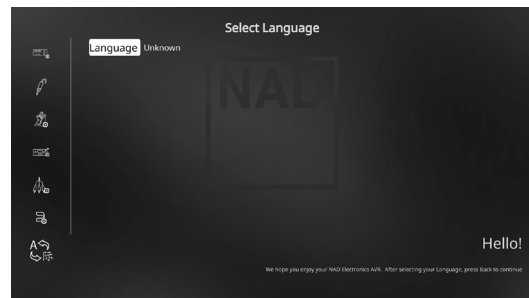 Select Language
Language Unknown
NAD
Hello!
We hope you enjoy your NAD Electronics AVR. After selecting your Language, press Back to continue